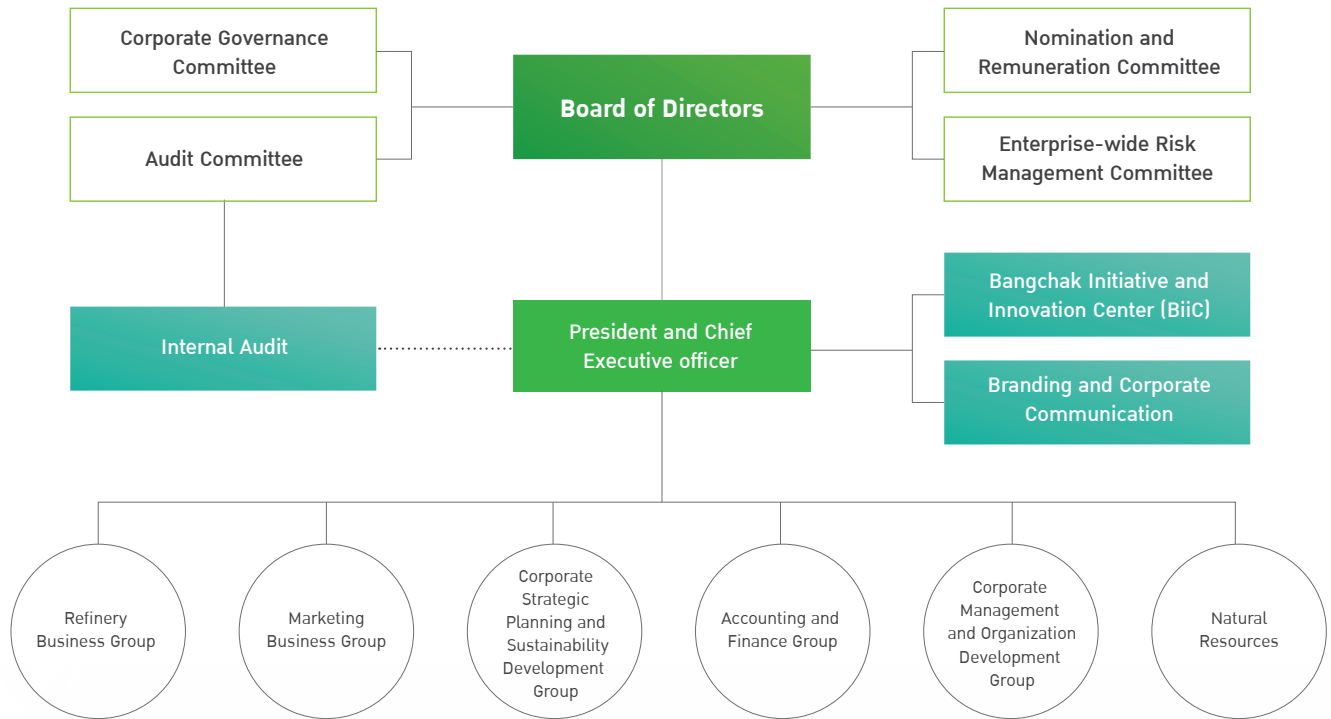 Corporate Governance
Committee
Board of Directors
Nomination and
Remuneration Committee
Audit Committee
Enterprise-wide Risk
Management Committee
Internal Audit
President and Chief
Executive officer
Bangchak Initiative and
Innovation Center (BiiC)
Branding and Corporate
Communication
Refinery
Business Group
Marketing
Business Group
Corporate
Strategic
Planning and
Sustainability
Development
Group
Accounting and
Finance Group
Corporate
Management
and Organization
Development
Group
Natural
Resources